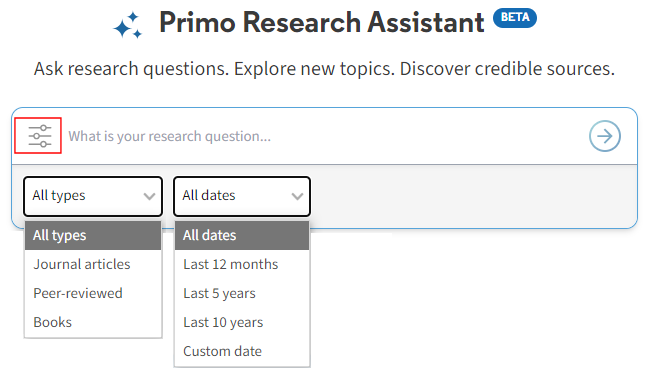 Primo Research Assistant BETA
Ask research questions. Explore new topics. Discover credible sources.
What is your research question...
All types
All dates
All types
Journal articles
Peer-reviewed
Books
All dates
Last 12 months
Last 5 years
Last 10 years
Custom date